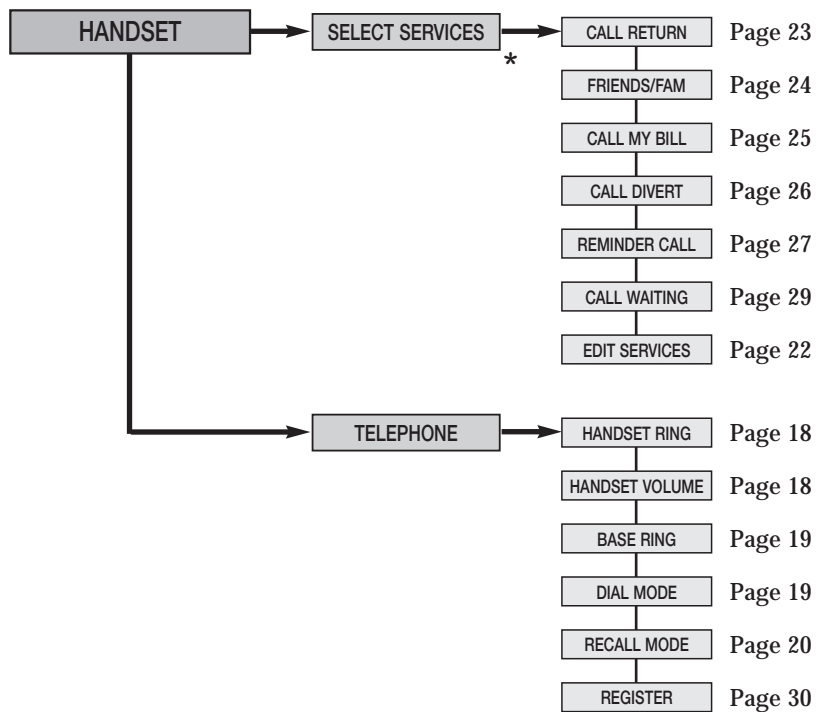 HANDSET
SELECT SERVICES
*
CALL RETURN Page 23
FRIENDS/FAM Page 24
CALL MY BILL Page 25
CALL DIVERT Page 26
REMINDER CALL Page 27
CALL WAITING Page 29
EDIT SERVICES Page 22
TELEPHONE
HANDSET RING Page 18
HANDSET VOLUME Page 18
BASE RING Page 19
DIAL MODE Page 19
RECALL MODE Page 20
REGISTER Page 30